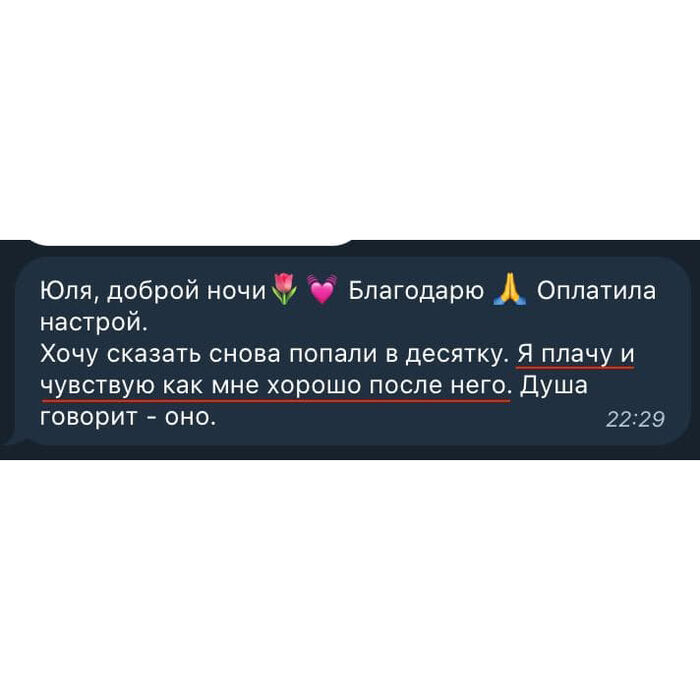 Юля, доброй ночи🌷💓 Благодарю 🙏 Оплатила
настрой.
Хочу сказать снова попали в десятку. Я плачу и
чувствую как мне хорошо после него. Душа
говорит - оно.
22:29